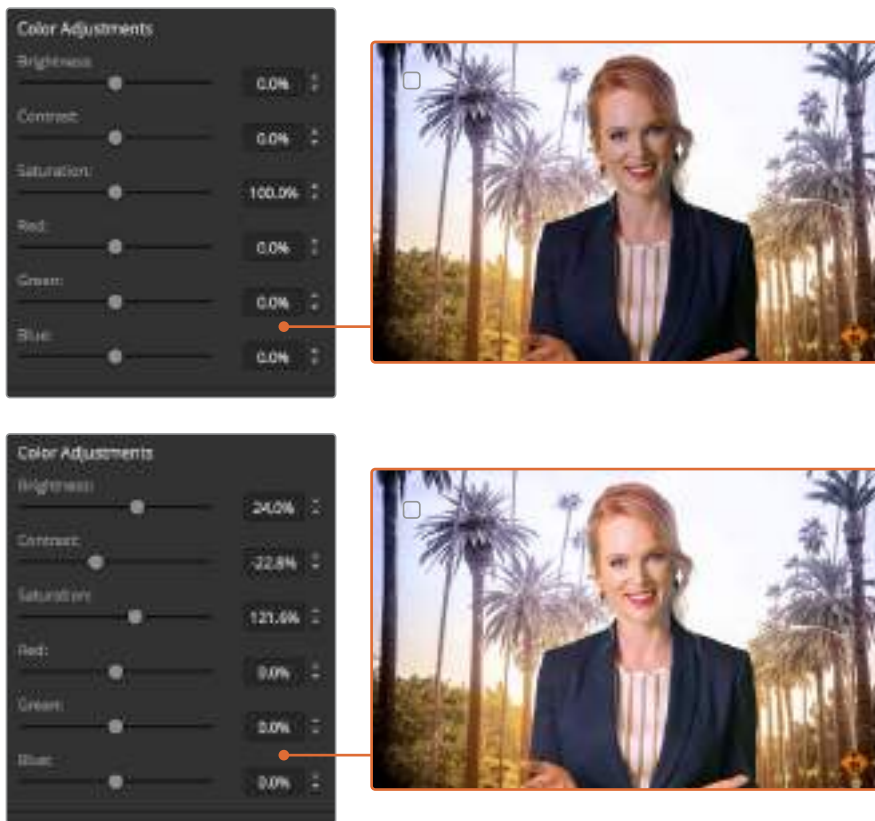 Color Adjustments
Brightness:
0.0%
Contrast:
0.0%
Saturation:
100.0%
Red:
0.0%
Green:
0.0%
Blue:
0.0%
Color Adjustments
Brightness:
24.0%
Contrast:
-22.8%
Saturation:
121.6%
Red:
0.0%
Green:
0.0%
Blue:
0.0%